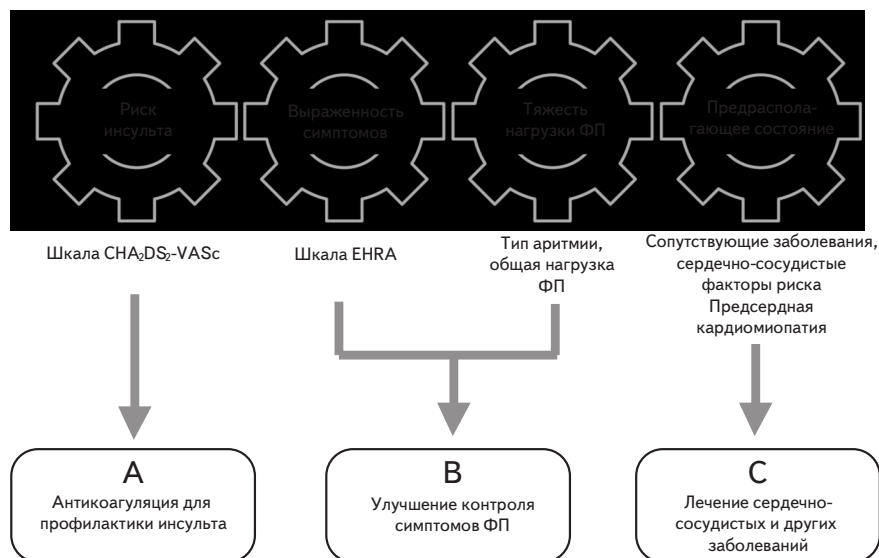 Риск
инсульта
Выраженность
симптомов
Тяжесть
нагрузки ФП
Предраспола-
гающее состояние
Шкала CHA₂DS₂-VASc
Шкала EHRA
Тип аритмии,
общая нагрузка
ФП
Сопутствующие заболевания,
сердечно-сосудистые
факторы риска
Предсердная
кардиомиопатия
A
Антикоагуляция для
профилактики инсульта
B
Улучшение контроля
симптомов ФП
C
Лечение сердечно-
сосудистых и других
заболеваний